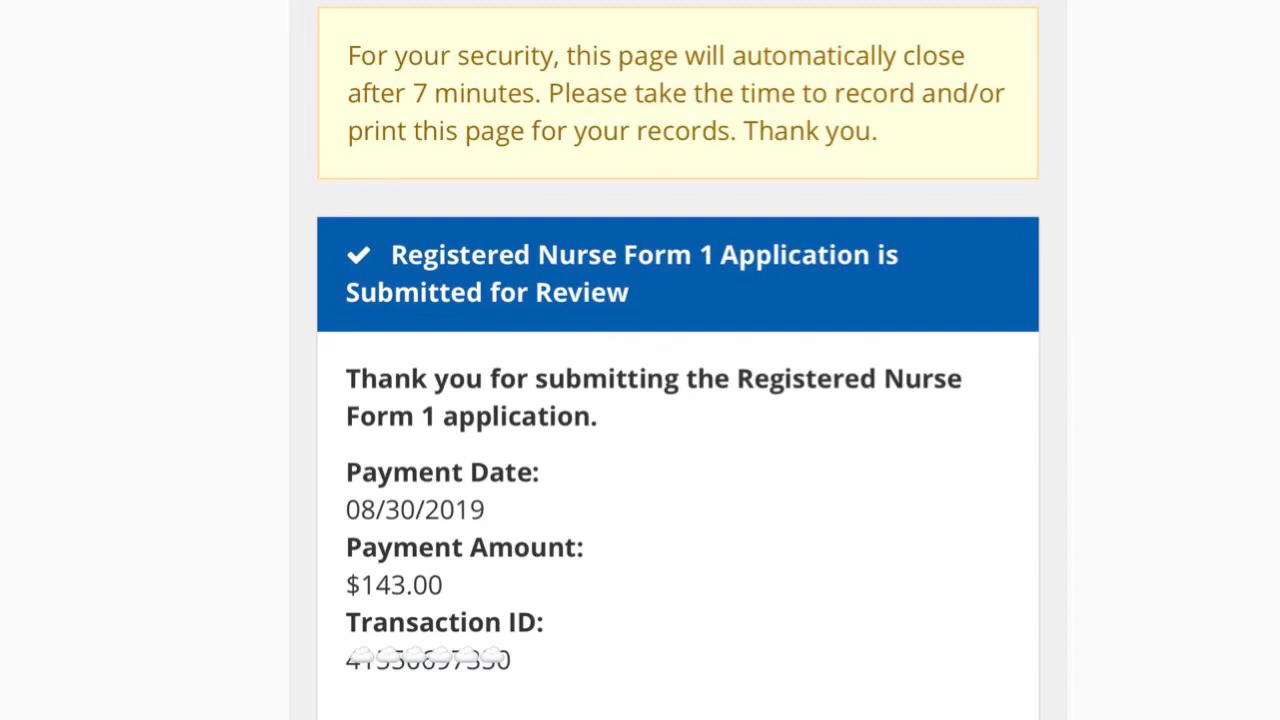 For your security, this page will automatically close
after 7 minutes. Please take the time to record and/or
print this page for your records. Thank you.
Registered Nurse Form 1 Application is
Submitted for Review
Thank you for submitting the Registered Nurse
Form 1 application.
Payment Date:
08/30/2019
Payment Amount:
$143.00
Transaction ID: